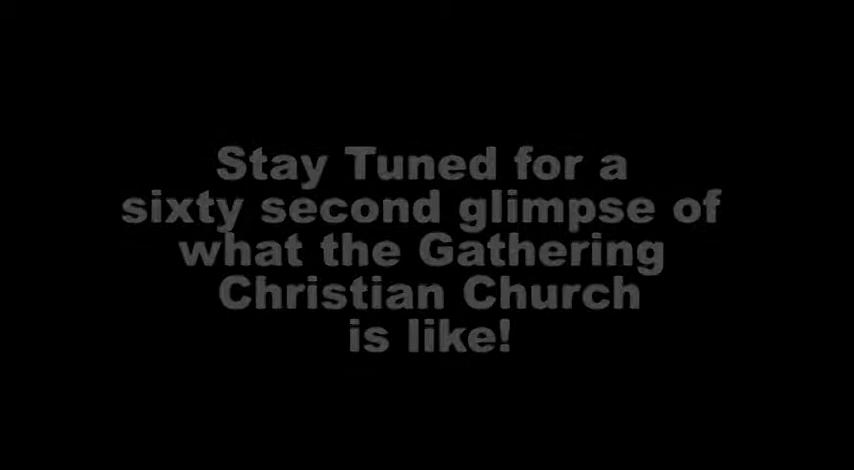 Stay Tuned for a
sixty second glimpse of
what the Gathering
Christian Church
is like!